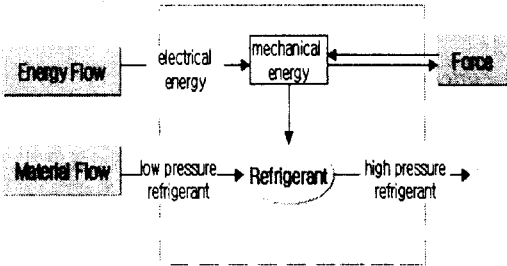 Energy Flow
electrical
energy
mechanical
energy
Force
Material Flow
low pressure
refrigerant
Refrigerant
high pressure
refrigerant